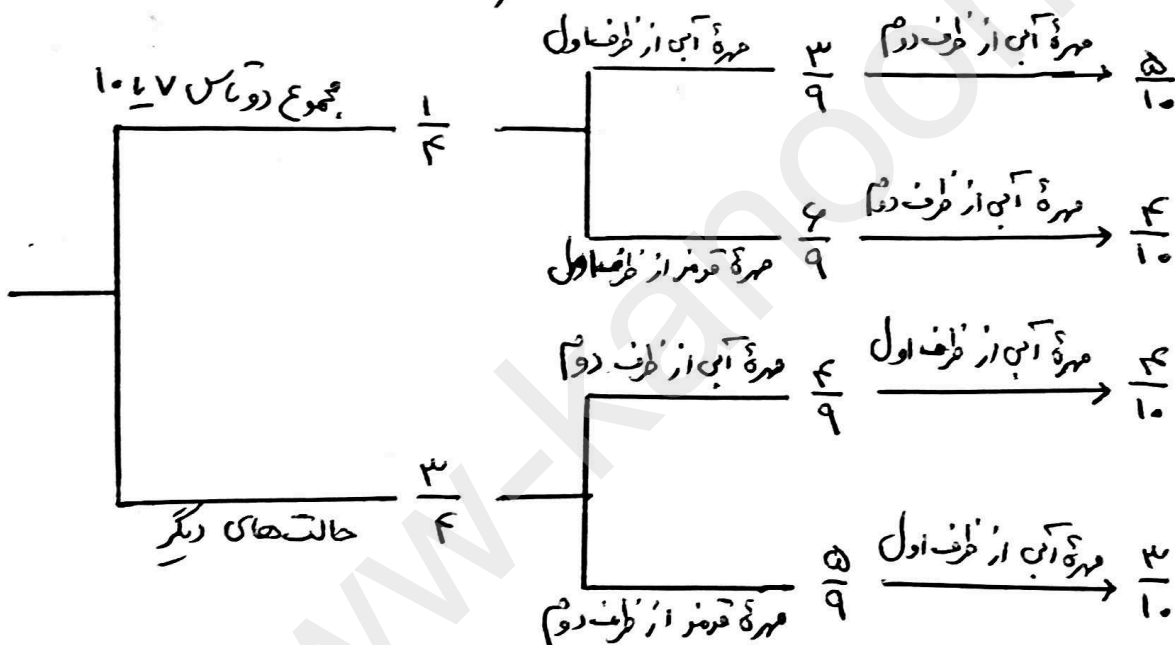 مهرهٔ آبی از ظرف اول ۳/۹ مهرهٔ آبی از ظرف دوم ۵/۱۰
مجموع دو تاس ۷ یا ۱۰ ۱/۴
مهرهٔ قرمز از ظرف اول ۶/۹ مهرهٔ آبی از ظرف دوم ۴/۱۰
مهرهٔ آبی از ظرف دوم ۴/۹ مهرهٔ آبی از ظرف اول ۴/۱۰
حالت‌های دیگر ۳/۴
مهرهٔ قرمز از ظرف دوم ۵/۹ مهرهٔ آبی از ظرف اول ۳/۱۰
w-kanoon